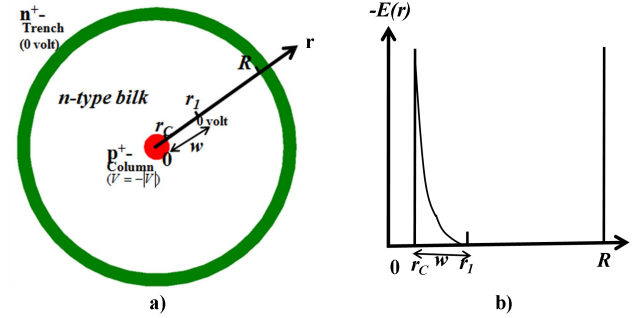 n+-
Trench
(0 volt)
r
R
n-type bilk
r1
0 volt
rC
w
p+-
0
Column
(V = -|V|)
a)
-E(r)
0
rC
w
r1
R
b)